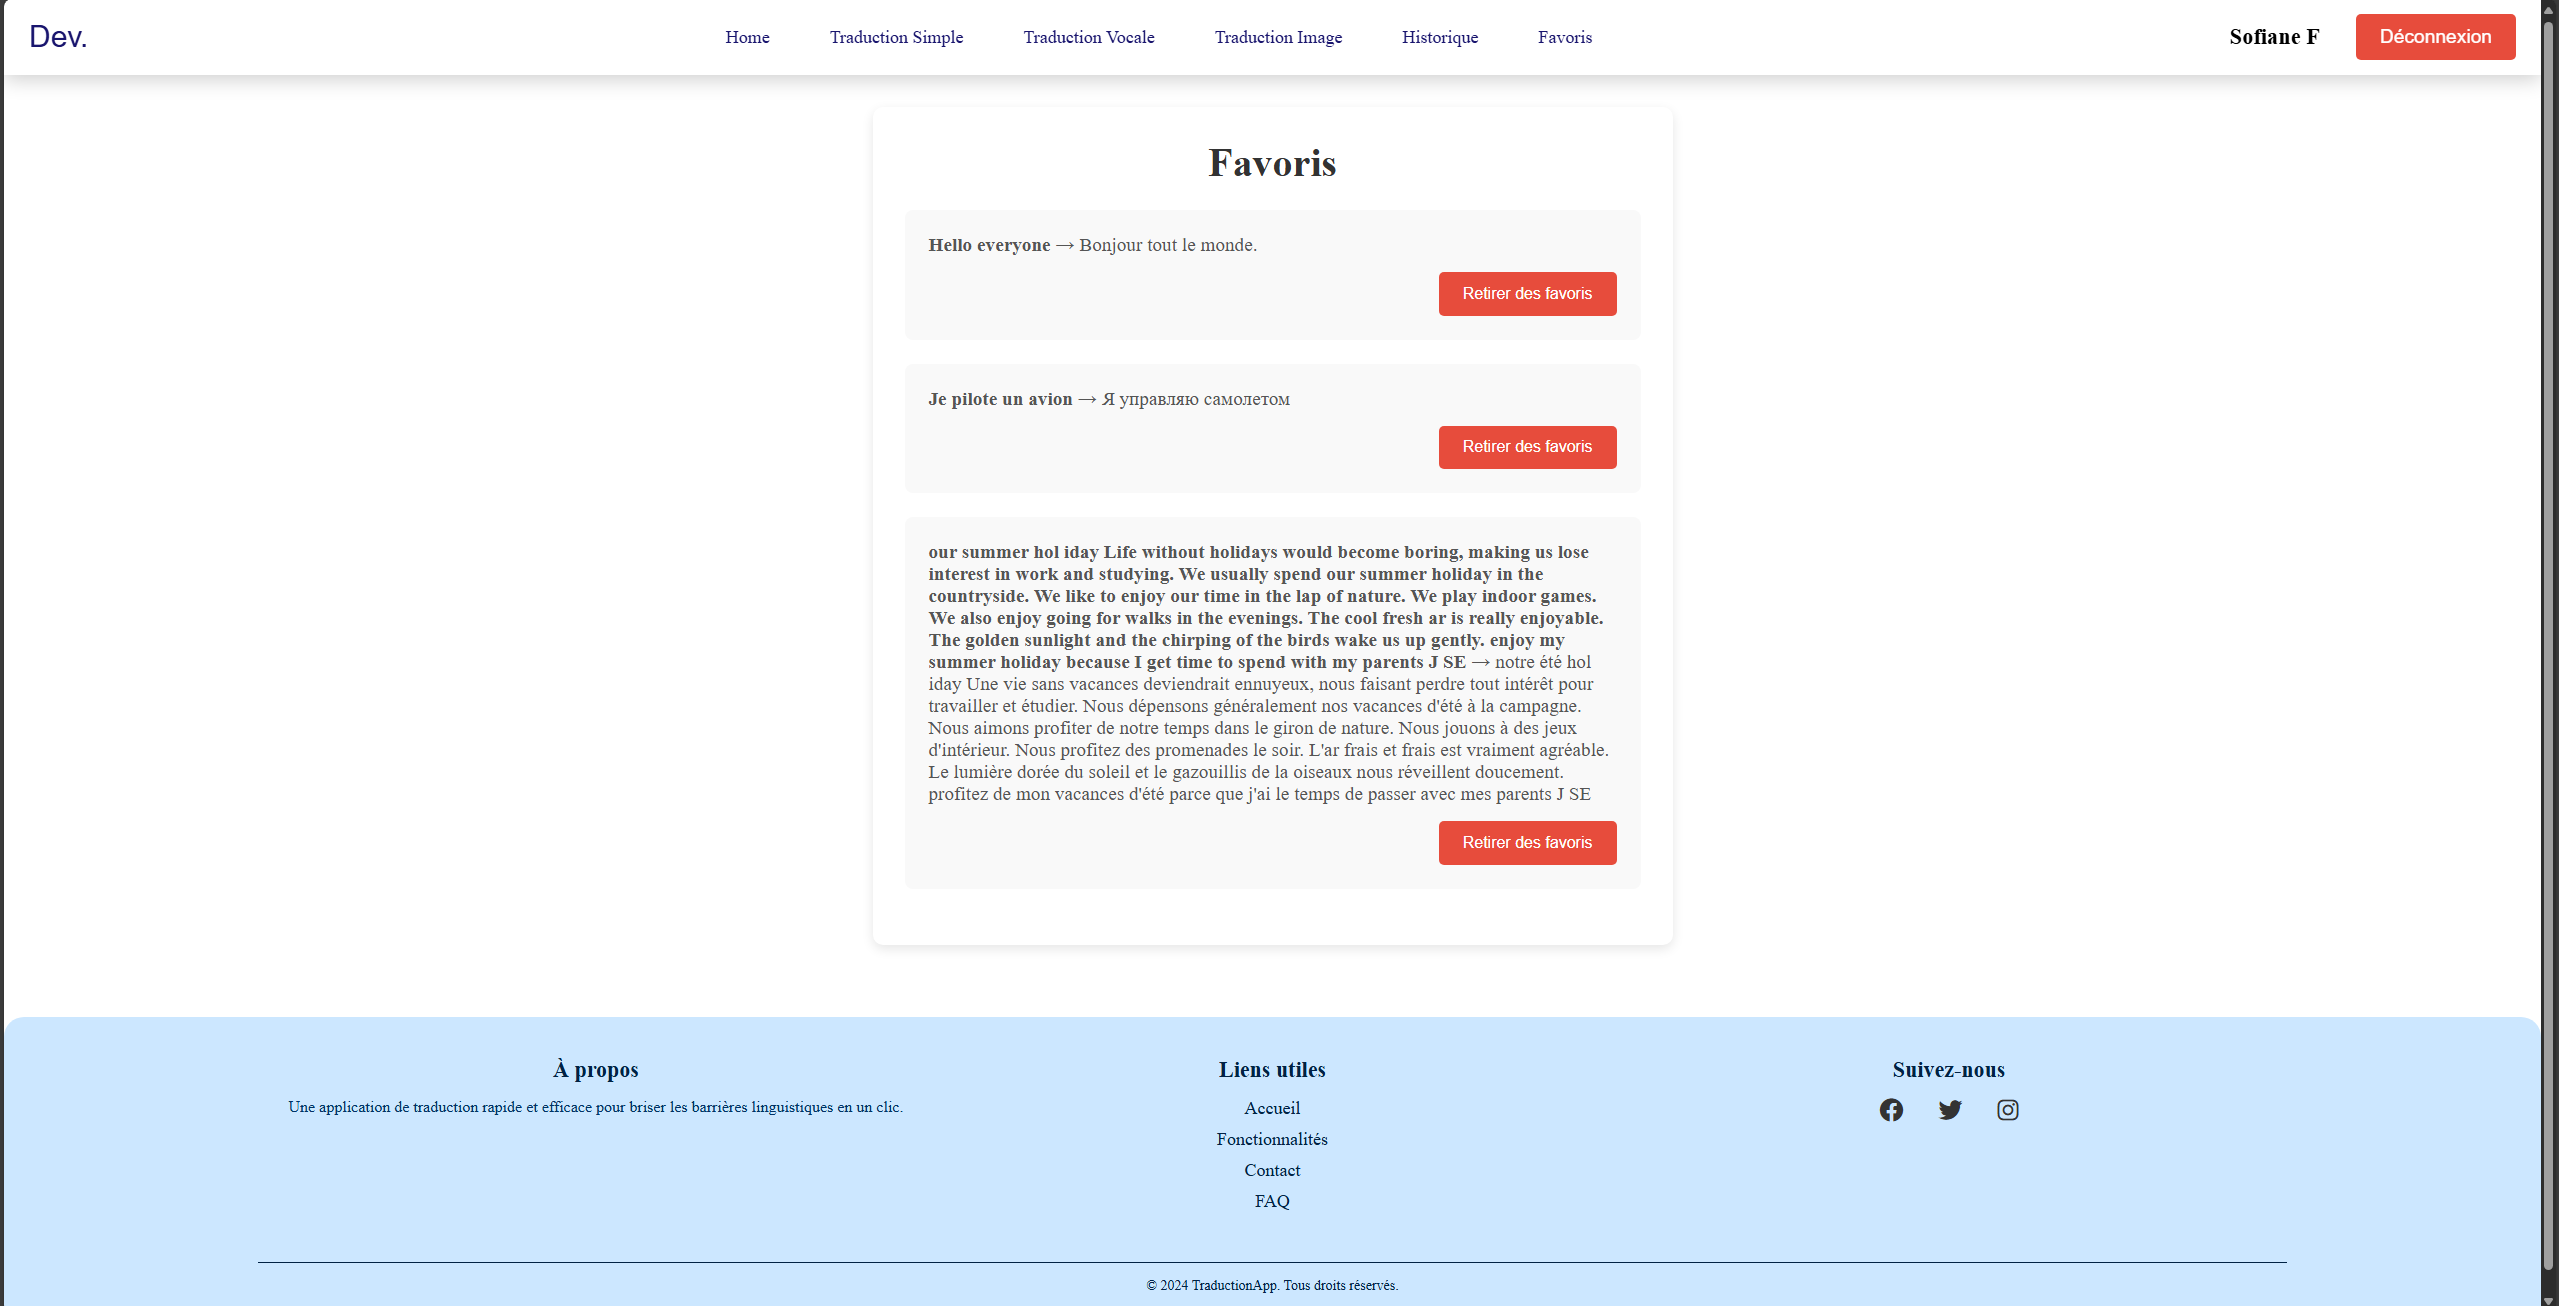 Dev.
Home
Traduction Simple
Traduction Vocale
Traduction Image
Historique
Favoris
Sofiane F
Déconnexion
Favoris
Hello everyone → Bonjour tout le monde.
Retirer des favoris
Je pilote un avion → Я управляю самолетом
Retirer des favoris
our summer hol iday Life without holidays would become boring, making us lose
interest in work and studying. We usually spend our summer holiday in the
countryside. We like to enjoy our time in the lap of nature. We play indoor games.
We also enjoy going for walks in the evenings. The cool fresh ar is really enjoyable.
The golden sunlight and the chirping of the birds wake us up gently. enjoy my
summer holiday because I get time to spend with my parents J SE → notre été hol
iday Une vie sans vacances deviendrait ennuyeux, nous faisant perdre tout intérêt pour
travailler et étudier. Nous dépensons généralement nos vacances d'été à la campagne.
Nous aimons profiter de notre temps dans le giron de nature. Nous jouons à des jeux
d'intérieur. Nous profitez des promenades le soir. L'ar frais et frais est vraiment agréable.
Le lumière dorée du soleil et le gazouillis de la oiseaux nous réveillent doucement.
profitez de mon vacances d'été parce que j'ai le temps de passer avec mes parents J SE
Retirer des favoris
À propos
Une application de traduction rapide et efficace pour briser les barrières linguistiques en un clic.
Liens utiles
Accueil
Fonctionnalités
Contact
FAQ
Suivez-nous
© 2024 TraductionApp. Tous droits réservés.